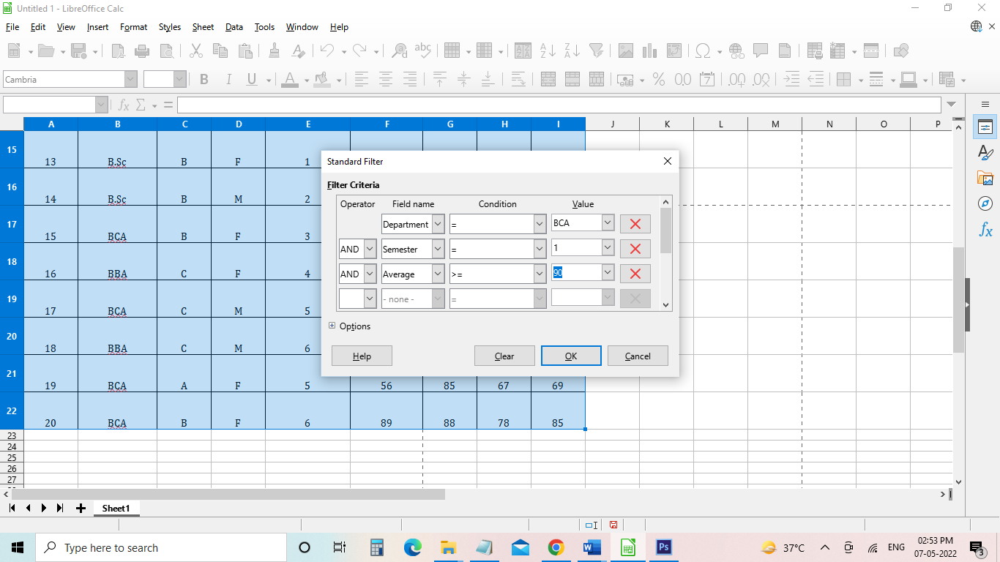 Untitled 1 - LibreOffice Calc
File Edit View Insert Format Styles Sheet Data Tools Window Help
Cambria
A B C D E F G H I J K L M N O P
15 13 B.Sc B F 1
16 14 B.Sc B M 2
17 15 BCA B F 3
18 16 BBA C F 4
19 17 BCA C M 5
20 18 BBA C M 6
21 19 BCA A F 5 56 85 67 69
22 20 BCA B F 6 89 88 78 85
23
24
25
26
27
Standard Filter
Filter Criteria
Operator Field name Condition Value
Department = BCA
AND Semester = 1
AND Average >= 90
- none - =
Options
Help Clear OK Cancel
Sheet1
Type here to search
37°C ENG 02:53 PM
07-05-2022
3